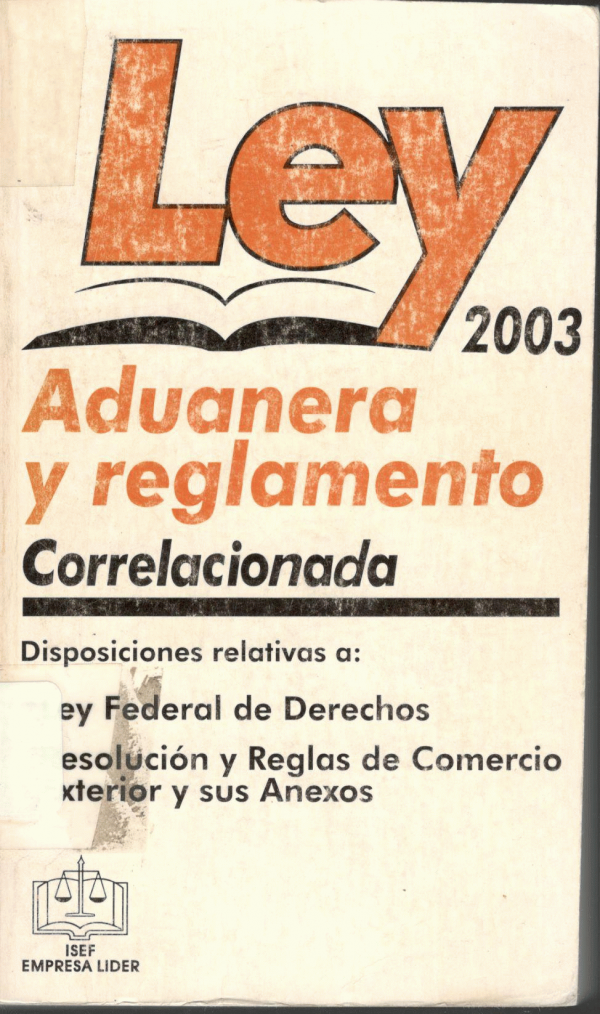 Ley
2003
Aduanera
y reglamento
Correlacionada
Disposiciones relativas a:
ey Federal de Derechos
esolución y Reglas de Comercio
xterior y sus Anexos
ISEF
EMPRESA LIDER